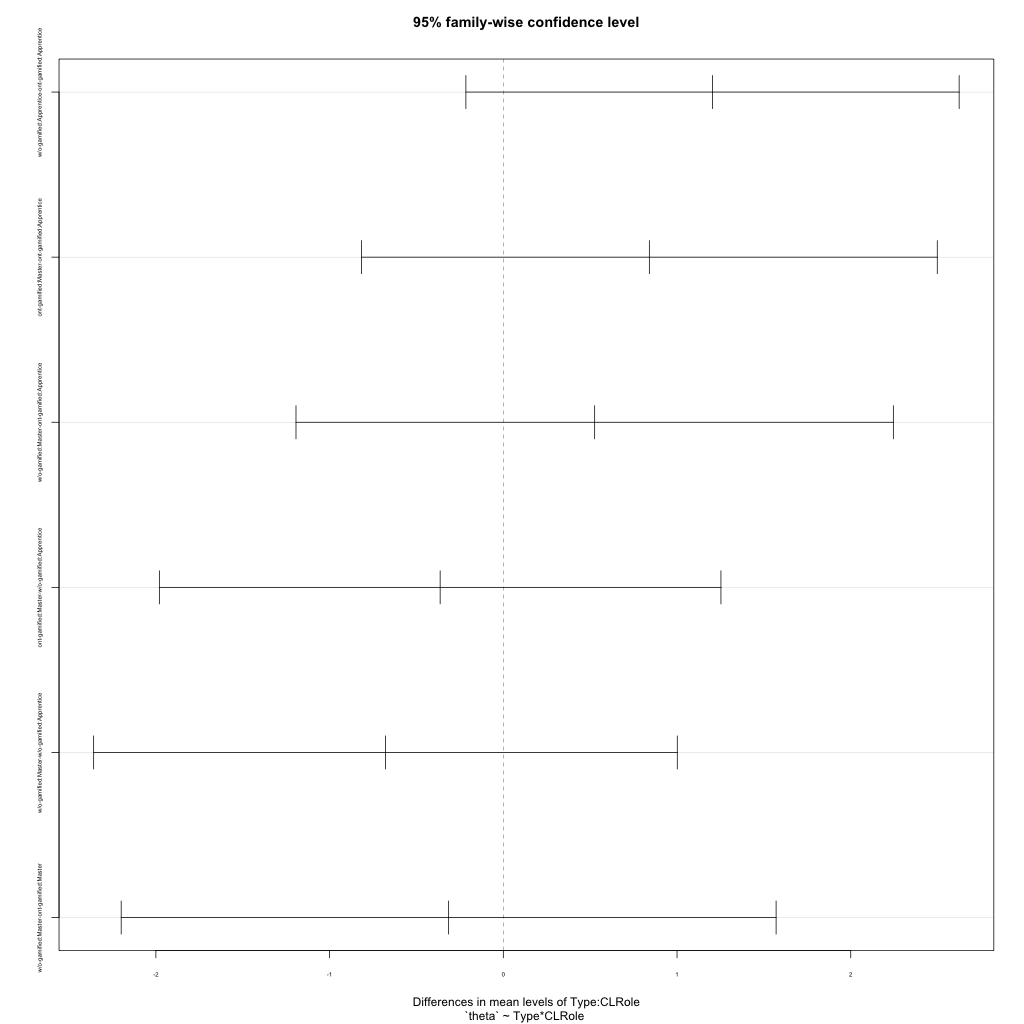 95% family-wise confidence level
w/o-gamified:Apprentice-ont-gamified:Apprentice
ont-gamified:Master-ont-gamified:Apprentice
w/o-gamified:Master-ont-gamified:Apprentice
ont-gamified:Master-w/o-gamified:Apprentice
w/o-gamified:Master-w/o-gamified:Apprentice
w/o-gamified:Master-ont-gamified:Master
-2 -1 0 1 2
Differences in mean levels of Type:CLRole
`theta` ~ Type*CLRole